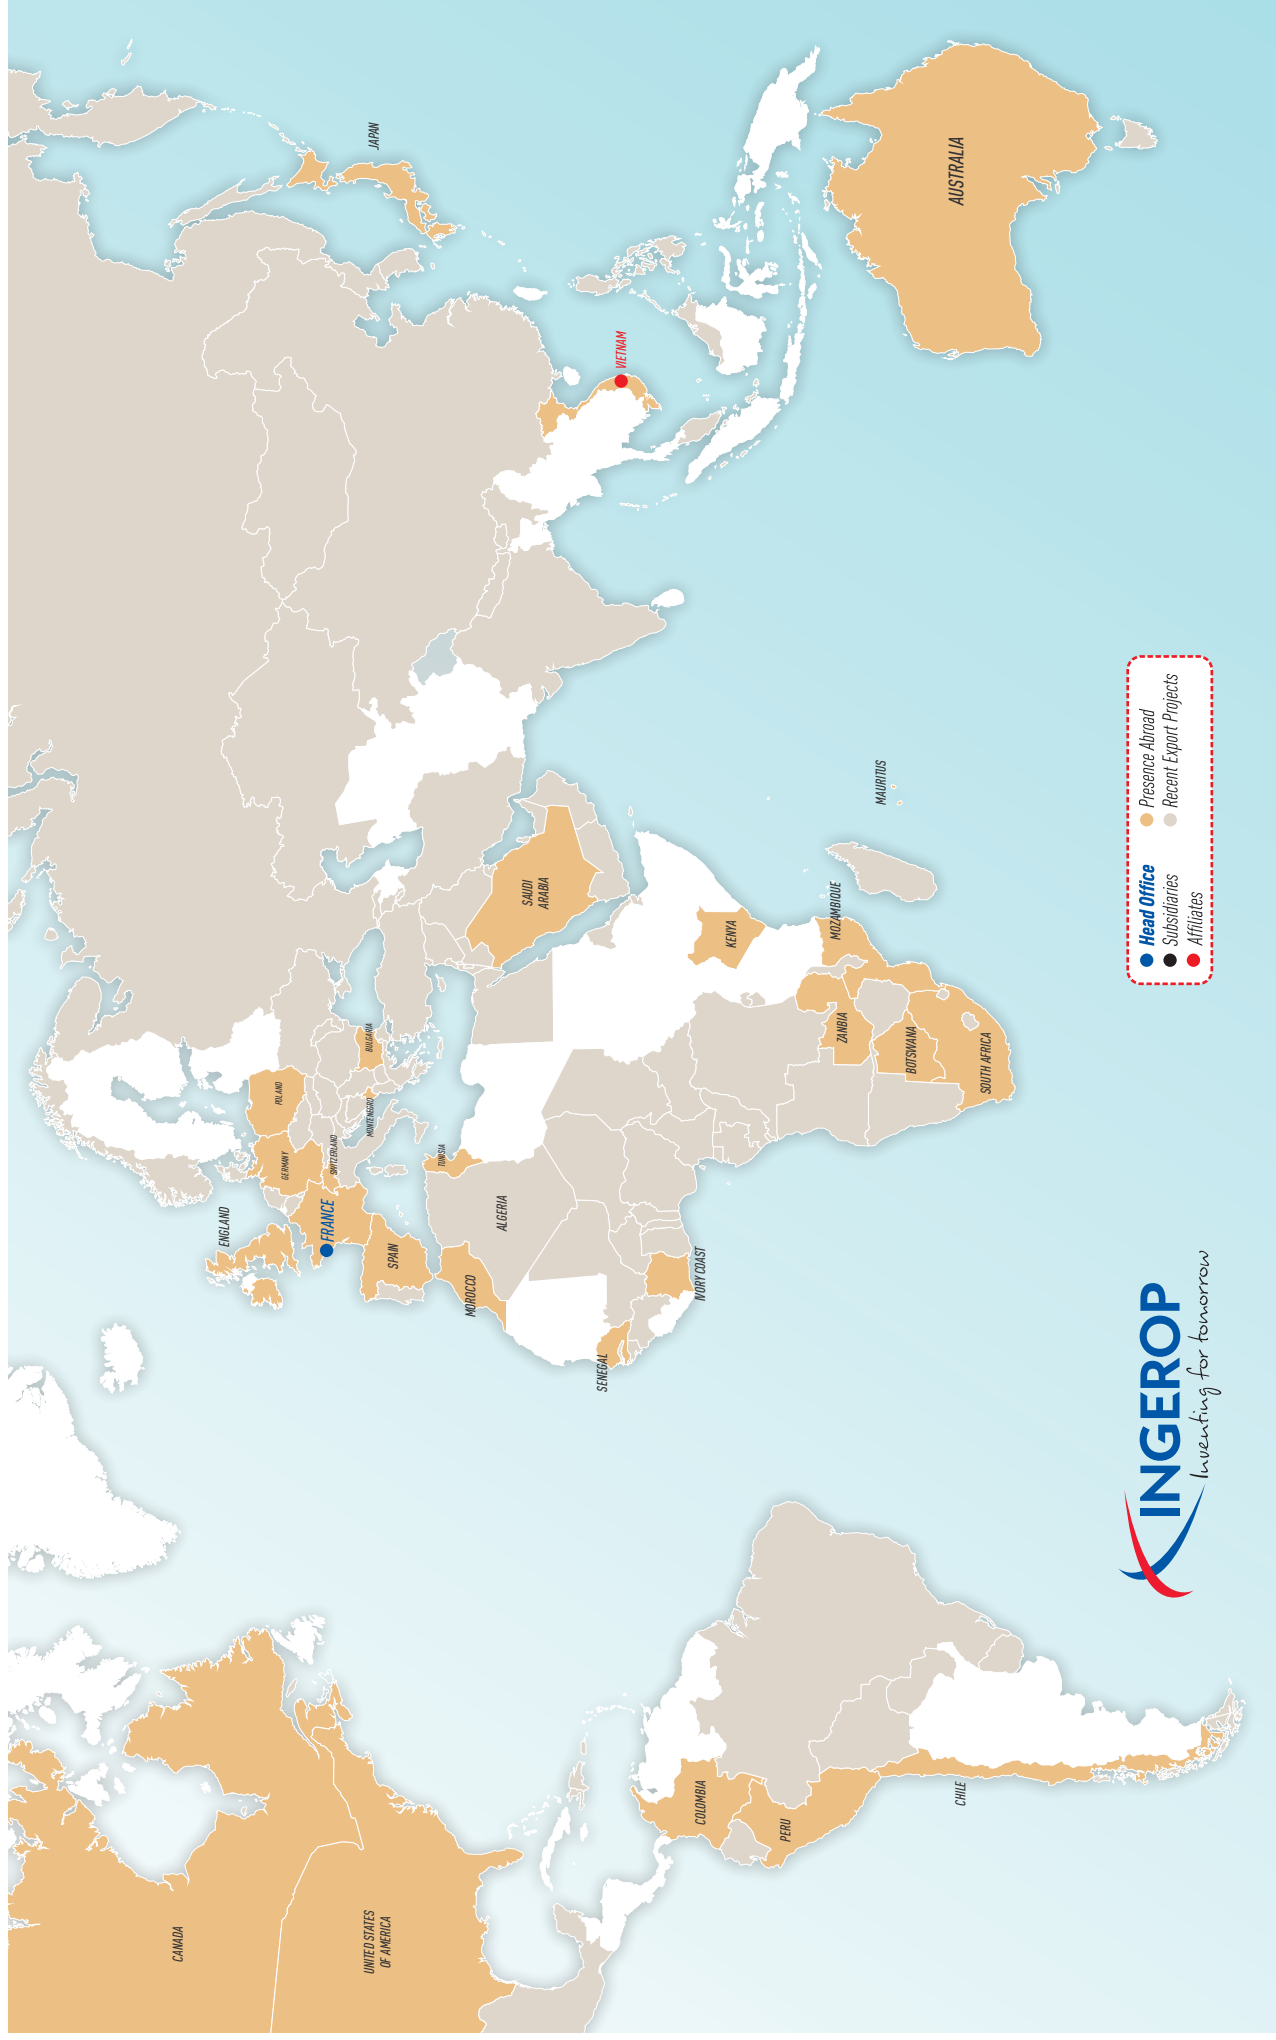 CANADA
UNITED STATES
OF AMERICA
COLOMBIA
PERU
CHILE
ENGLAND
FRANCE
SPAIN
GERMANY
SWITZERLAND
POLAND
MONTENEGRO
BULGARIA
MOROCCO
ALGERIA
TUNISIA
SENEGAL
IVORY COAST
SAUDI
ARABIA
KENYA
ZANBIA
MOZAMBIQUE
BOTSWANA
SOUTH AFRICA
MAURITUS
VIETNAM
JAPAN
AUSTRALIA
INGEROP
Inventing for tomorrow
Head Office
Subsidiaries
Affiliates
Presence Abroad
Recent Export Projects